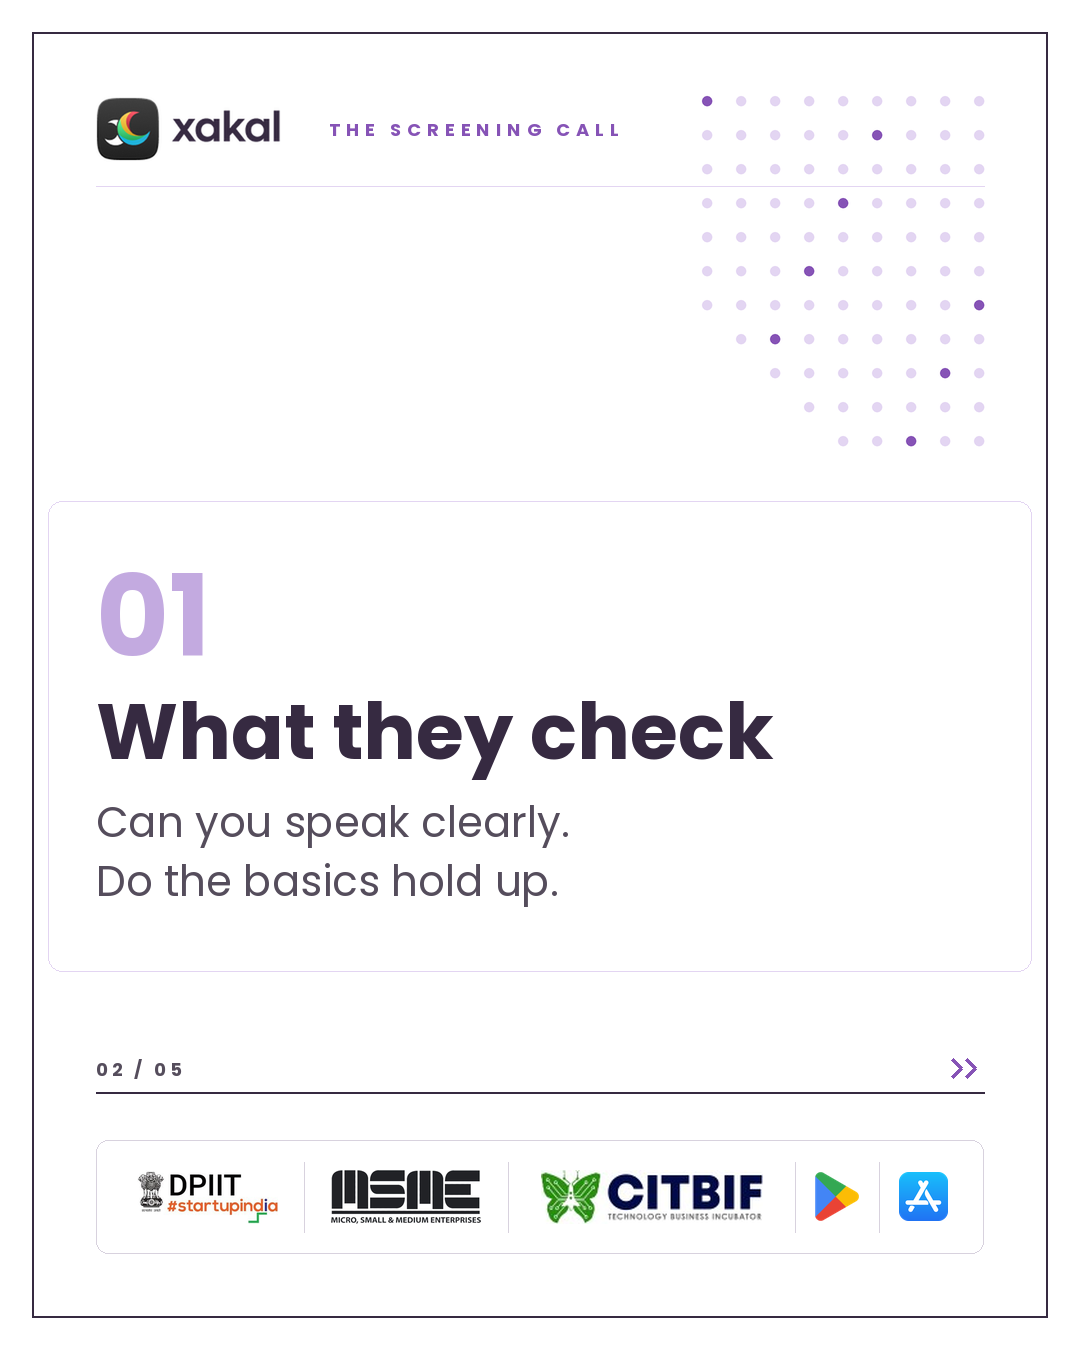 xakal
THE SCREENING CALL
01
What they check
Can you speak clearly.
Do the basics hold up.
02 / 05
DPIIT
#startupindia
MSME
MICRO, SMALL & MEDIUM ENTERPRISES
CITBIF
TECHNOLOGY BUSINESS INCUBATOR